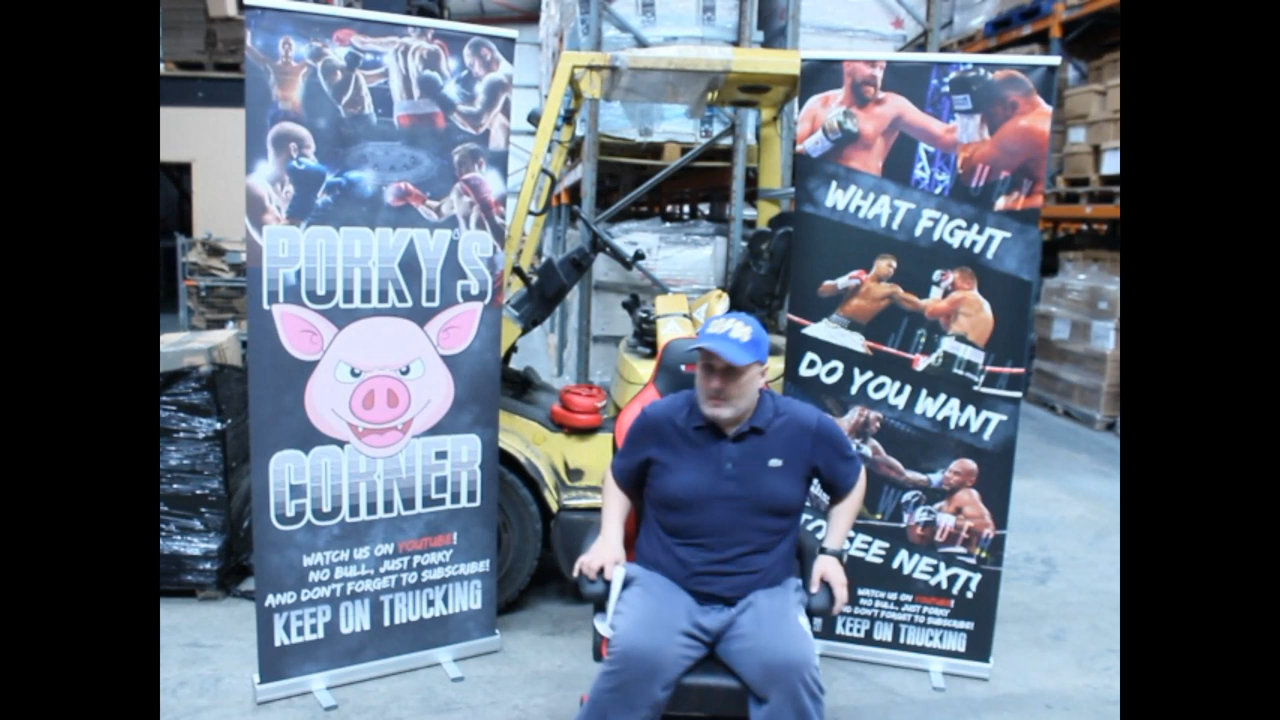 PORKY'S
CORNER
WATCH US ON YOUTUBE!
NO BULL, JUST PORKY
AND DON'T FORGET TO SUBSCRIBE!
KEEP ON TRUCKING
WHAT FIGHT
DO YOU WANT
TO SEE NEXT!
WATCH US ON YOUTUBE!
NO BULL, JUST PORKY
AND DON'T FORGET TO SUBSCRIBE!
KEEP ON TRUCKING